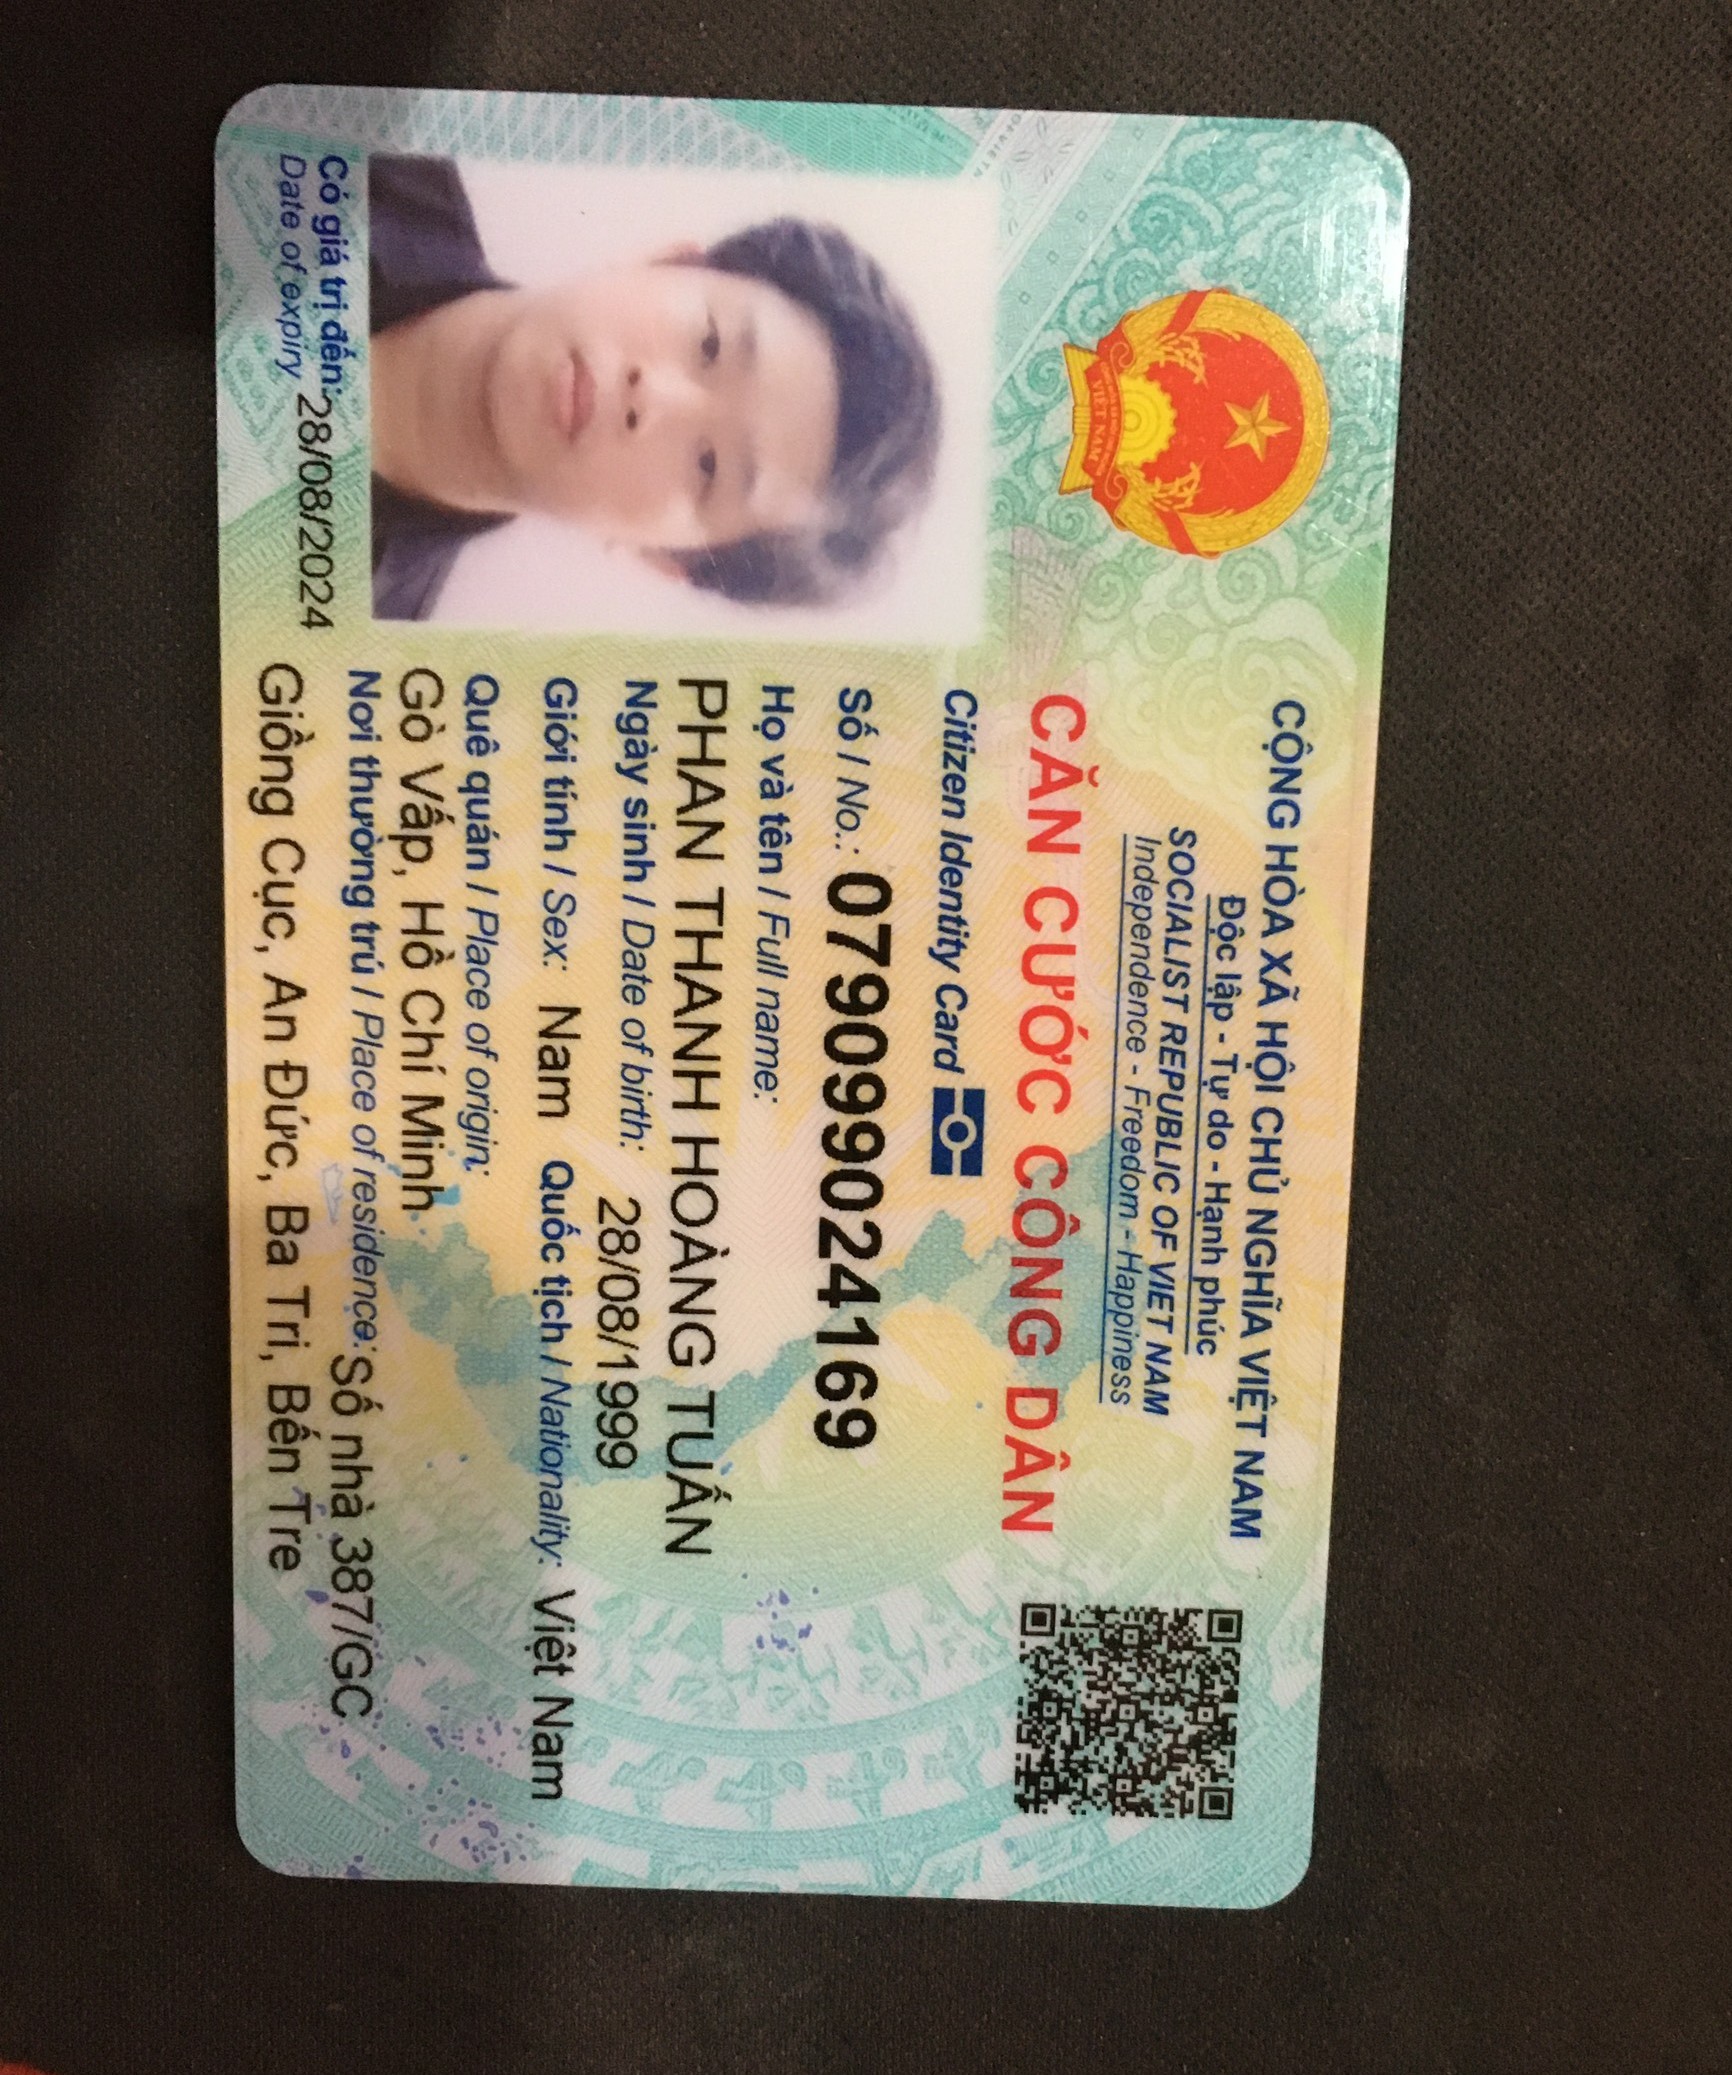 CỘNG HÒA XÃ HỘI CHỦ NGHĨA VIỆT NAM
Độc lập - Tự do - Hạnh phúc
SOCIALIST REPUBLIC OF VIET NAM
Independence - Freedom - Happiness
VIỆT NAM
CĂN CƯỚC CÔNG DÂN
Citizen Identity Card
Số / No.: 079099024169
Họ và tên / Full name:
PHAN THANH HOÀNG TUẤN
Ngày sinh / Date of birth: 28/08/1999
Giới tính / Sex: Nam Quốc tịch / Nationality: Việt Nam
Quê quán / Place of origin:
Gò Vấp, Hồ Chí Minh
Nơi thường trú / Place of residence: Số nhà 387/GC
Giồng Cục, An Đức, Ba Tri, Bến Tre
Có giá trị đến: 28/08/2024
Date of expiry